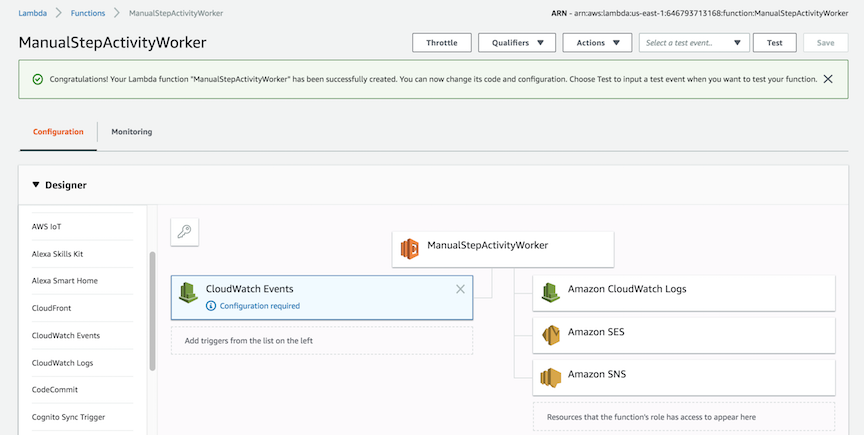 Lambda > Functions > ManualStepActivityWorker
ARN - arn:aws:lambda:us-east-1:646793713168:function:ManualStepActivityWorker
ManualStepActivityWorker
Throttle
Qualifiers
Actions
Select a test event..
Test
Save
Congratulations! Your Lambda function "ManualStepActivityWorker" has been successfully created. You can now change its code and configuration. Choose Test to input a test event when you want to test your function.
Configuration
Monitoring
Designer
AWS IoT
Alexa Skills Kit
Alexa Smart Home
CloudFront
CloudWatch Events
CloudWatch Logs
CodeCommit
Cognito Sync Trigger
ManualStepActivityWorker
CloudWatch Events
Configuration required
Add triggers from the list on the left
Amazon CloudWatch Logs
Amazon SES
Amazon SNS
Resources that the function's role has access to appear here